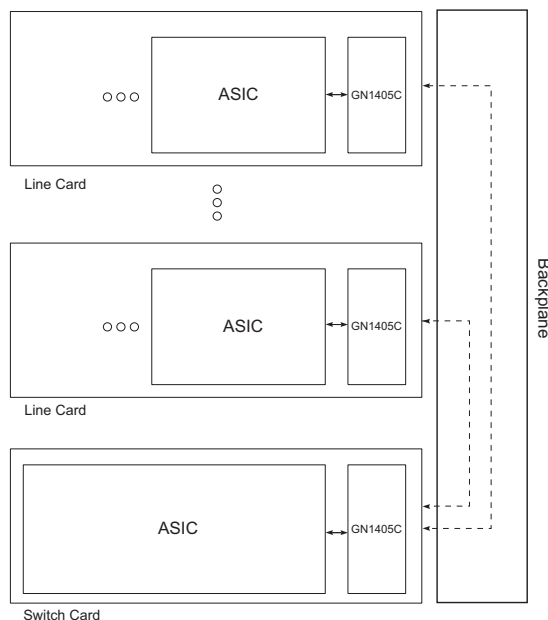 ASIC
GN1405C
Line Card
ASIC
GN1405C
Line Card
Backplane
ASIC
GN1405C
Switch Card